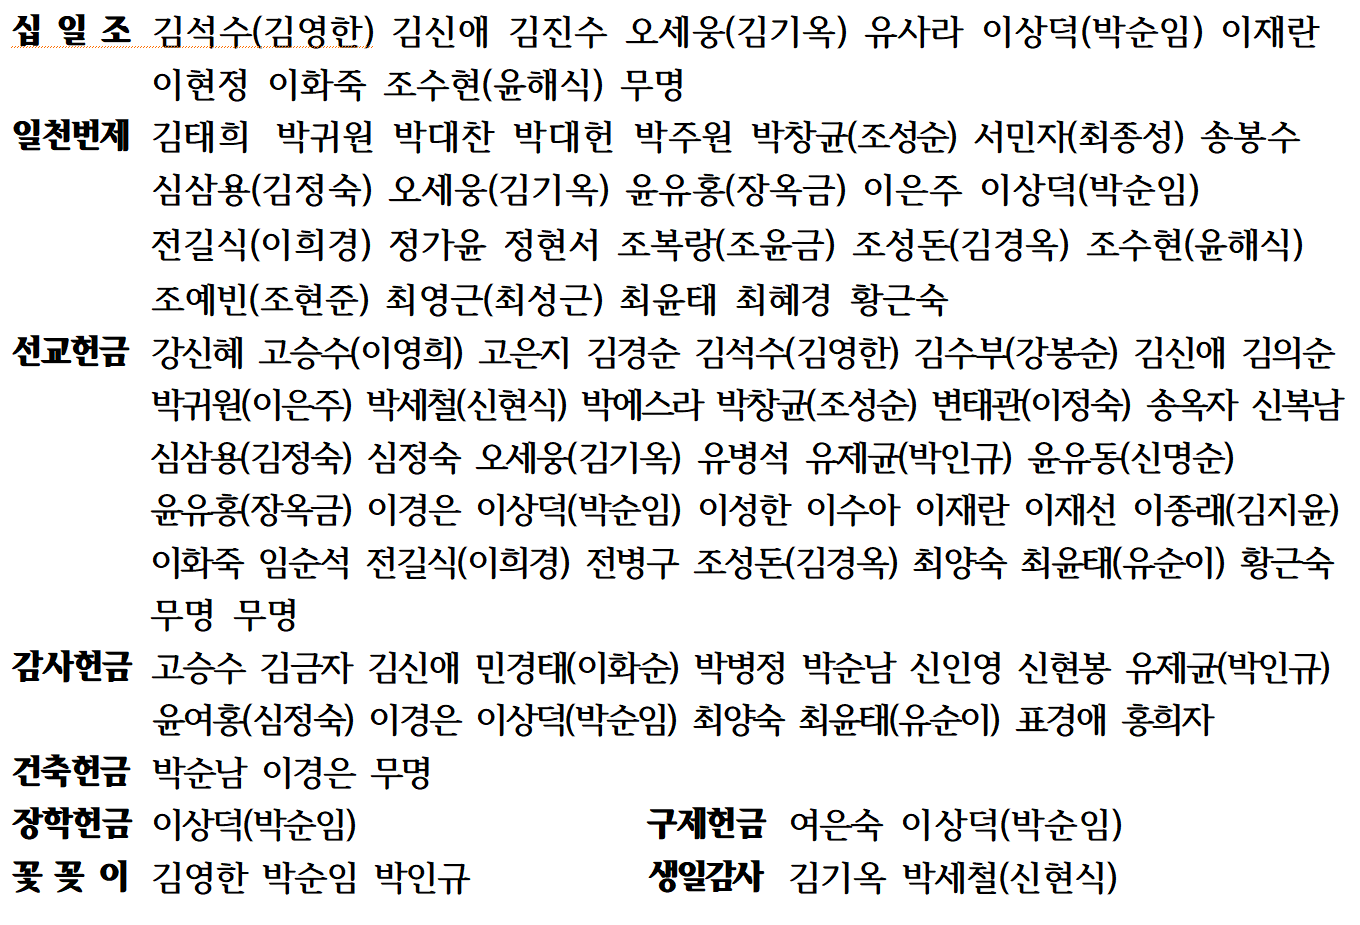 십 일 조 김석수(김영한) 김신애 김진수 오세웅(김기옥) 유사라 이상덕(박순임) 이재란
이현정 이화죽 조수현(윤해식) 무명
일천번제 김태희 박귀원 박대찬 박대헌 박주원 박창균(조성순) 서민자(최종성) 송봉수
심삼용(김정숙) 오세웅(김기옥) 윤유홍(장옥금) 이은주 이상덕(박순임)
전길식(이희경) 정가윤 정현서 조복랑(조윤금) 조성돈(김경옥) 조수현(윤해식)
조예빈(조현준) 최영근(최성근) 최윤태 최혜경 황근숙
선교헌금 강신혜 고승수(이영희) 고은지 김경순 김석수(김영한) 김수부(강봉순) 김신애 김의순
박귀원(이은주) 박세철(신현식) 박에스라 박창균(조성순) 변태관(이정숙) 송옥자 신복남
심삼용(김정숙) 심정숙 오세웅(김기옥) 유병석 유제균(박인규) 윤유동(신명순)
윤유홍(장옥금) 이경은 이상덕(박순임) 이성한 이수아 이재란 이재선 이종래(김지윤)
이화죽 임순석 전길식(이희경) 전병구 조성돈(김경옥) 최양숙 최윤태(유순이) 황근숙
무명 무명
감사헌금 고승수 김금자 김신애 민경태(이화순) 박병정 박순남 신인영 신현봉 유제균(박인규)
윤여홍(심정숙) 이경은 이상덕(박순임) 최양숙 최윤태(유순이) 표경애 홍희자
건축헌금 박순남 이경은 무명
장학헌금 이상덕(박순임) 구제헌금 여은숙 이상덕(박순임)
꽃 꽂 이 김영한 박순임 박인규 생일감사 김기옥 박세철(신현식)